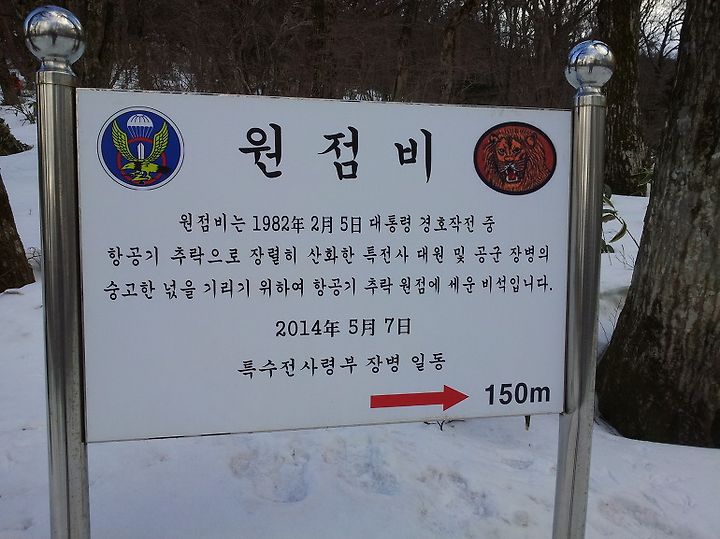 원점비
원점비는 1982年 2月 5日 대통령 경호작전 중
항공기 추락으로 장렬히 산화한 특전사 대원 및 공군 장병의
숭고한 넋을 기리기 위하여 항공기 추락 원점에 세운 비석입니다.
2014年 5月 7日
특수전사령부 장병 일동
150m